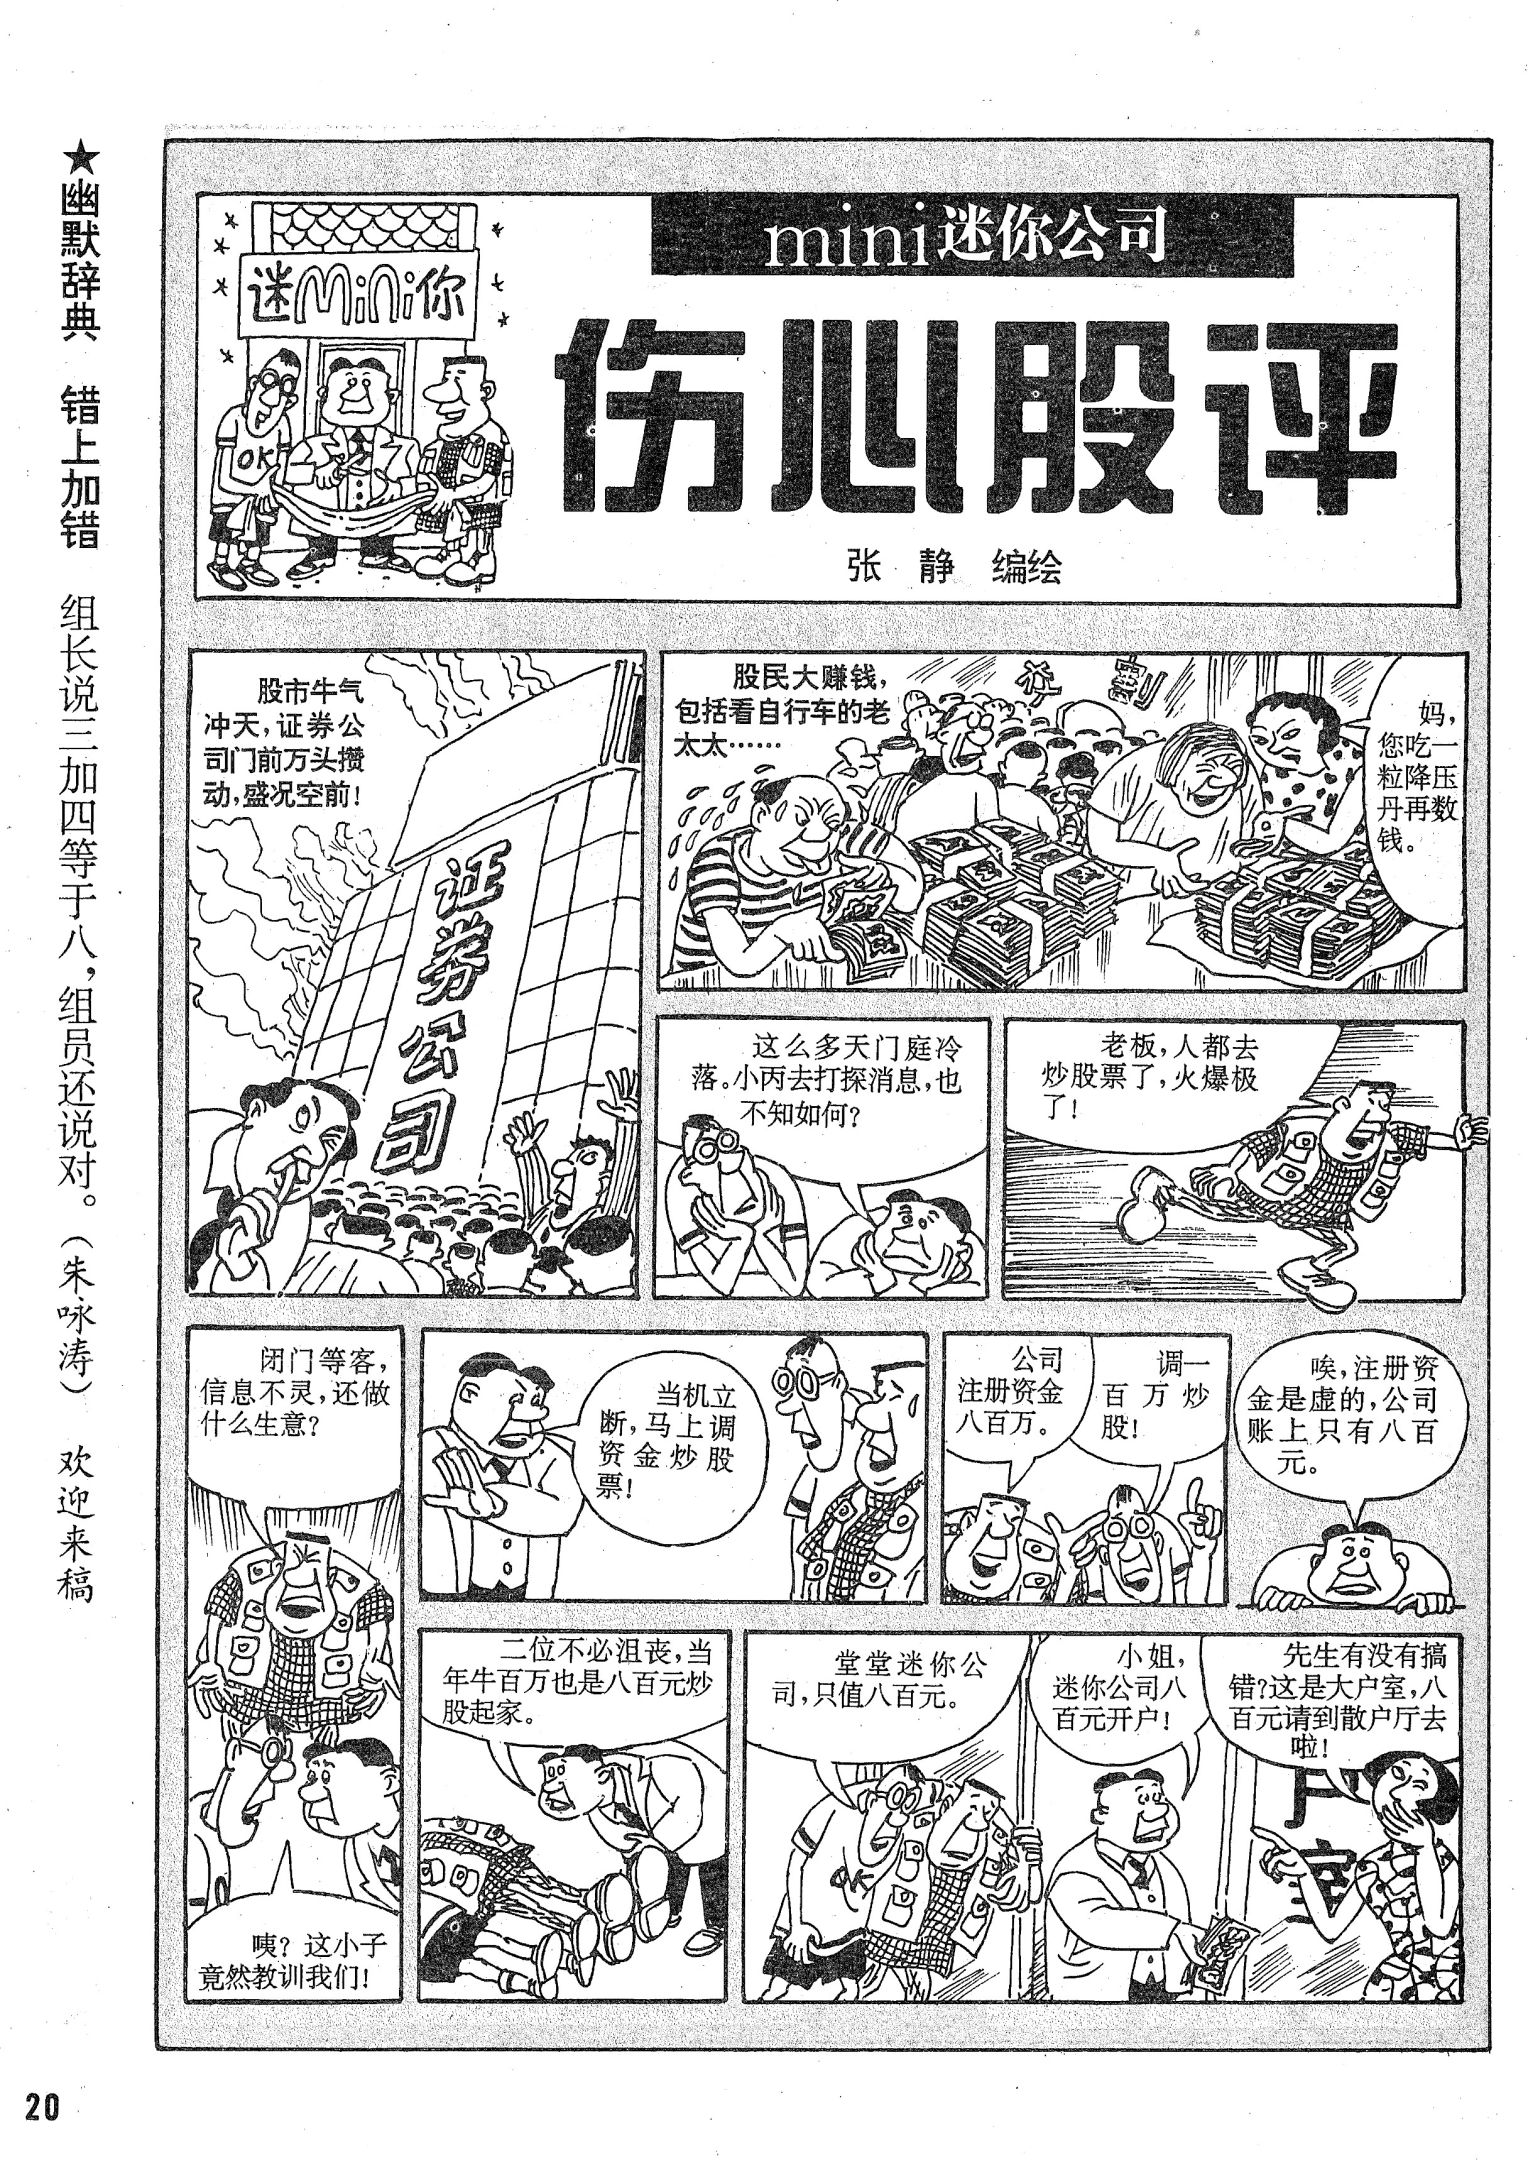 ★幽默辞典 错上加错 组长说三加四等于八，组员还说对。（朱咏涛） 欢迎来稿
迷Mini你
OK
mini迷你公司
伤心股评
张 静 编绘
股市牛气
冲天，证券公
司门前万头攒
动，盛况空前！
证券公司
股民大赚钱，
包括看自行车的老
太太……
妈，
您吃一
粒降压
丹再数
钱。
这么多天门庭冷
落。小丙去打探消息，也
不知如何？
老板，人都去
炒股票了，火爆极
了！
闭门等客，
信息不灵，还做
什么生意？
咦？这小子
竟然教训我们！
当机立
断，马上调
资金炒股
票！
公司
注册资金
八百万。
调一
百万炒
股！
唉，注册资
金是虚的，公司
账上只有八百
元。
二位不必沮丧，当
年牛百万也是八百元炒
股起家。
堂堂迷你公
司，只值八百元。
OK
小姐，
迷你公司八
百元开户！
先生有没有搞
错？这是大户室，八
百元请到散户厅去
啦！
户室
20